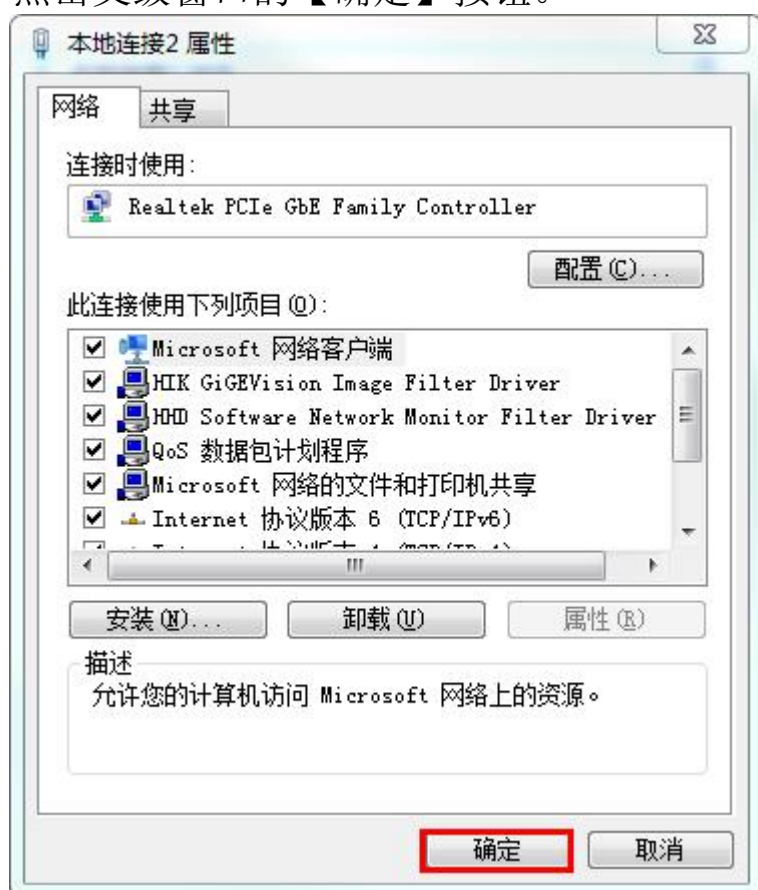 本地连接2 属性
网络
共享
连接时使用:
Realtek PCIe GbE Family Controller
配置(C)...
此连接使用下列项目(O):
Microsoft 网络客户端
HIK GiGEVision Image Filter Driver
HHD Software Network Monitor Filter Driver
QoS 数据包计划程序
Microsoft 网络的文件和打印机共享
Internet 协议版本 6 (TCP/IPv6)
安装(N)...
卸载(U)
属性(R)
描述
允许您的计算机访问 Microsoft 网络上的资源。
确定
取消